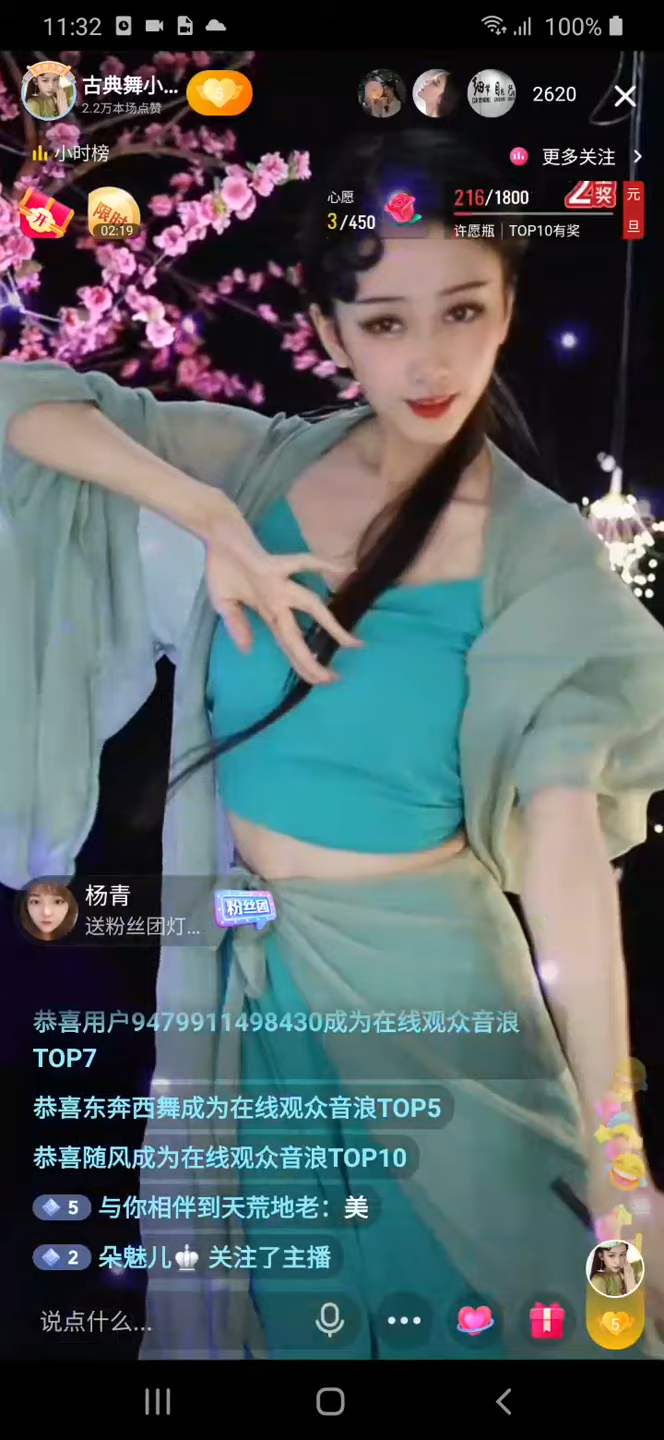 11:32
100%
古典舞小...
2.2万本场点赞
5
2620
小时榜
更多关注
开
限时
02:19
心愿
3/450
216/1800
许愿瓶 | TOP10有奖
奖
元旦
杨青
送粉丝团灯...
粉丝团
恭喜用户9479911498430成为在线观众音浪
TOP7
恭喜东奔西舞成为在线观众音浪TOP5
恭喜随风成为在线观众音浪TOP10
5 与你相伴到天荒地老：美
2 朵魅儿 关注了主播
说点什么...
5